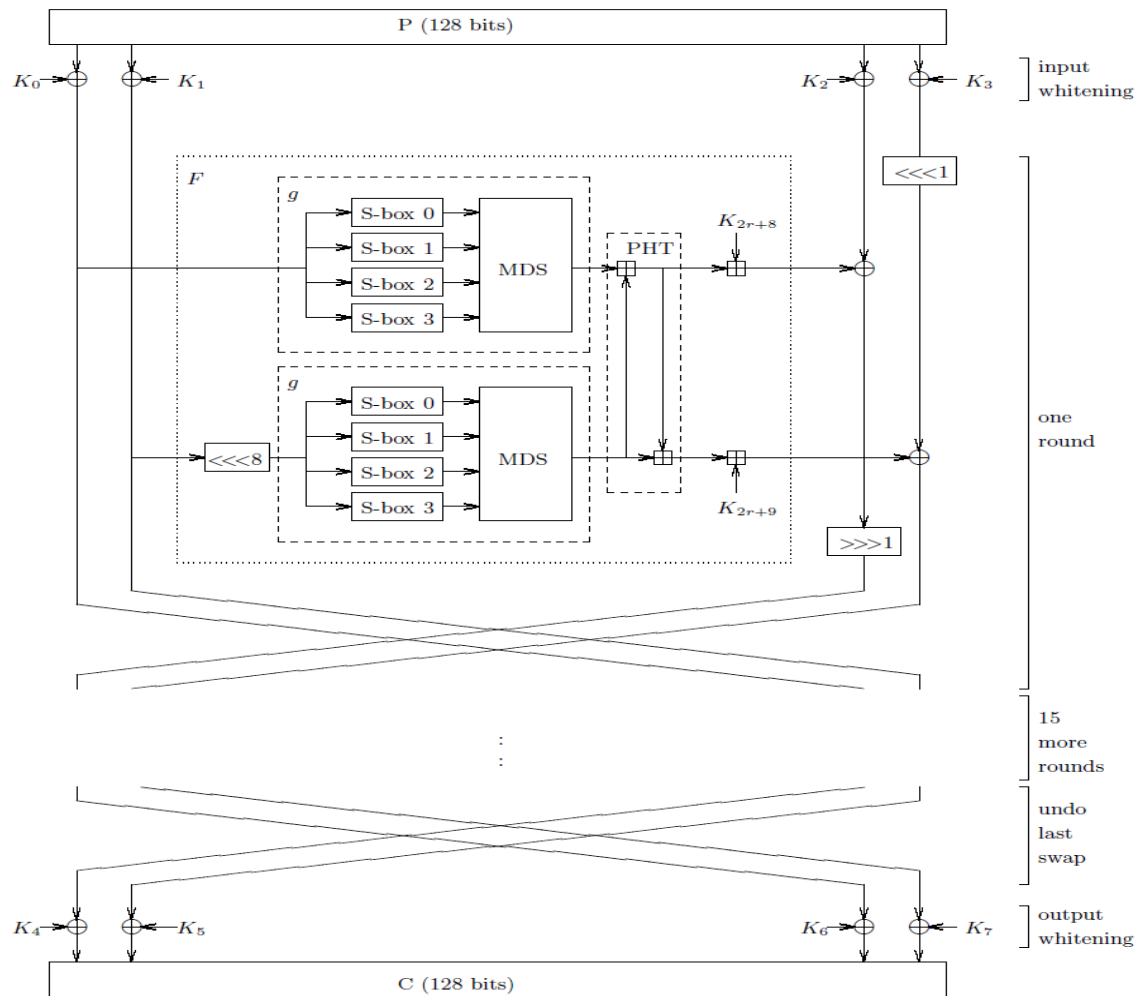 P (128 bits)
K0 K1 K2 K3 input
whitening
<<<1
F
g
S-box 0
S-box 1
S-box 2
S-box 3
MDS
PHT
K2r+8
g
S-box 0
S-box 1
S-box 2
S-box 3
MDS
<<<8
K2r+9
>>>1
one
round
15
more
rounds
undo
last
swap
K4 K5 K6 K7 output
whitening
C (128 bits)